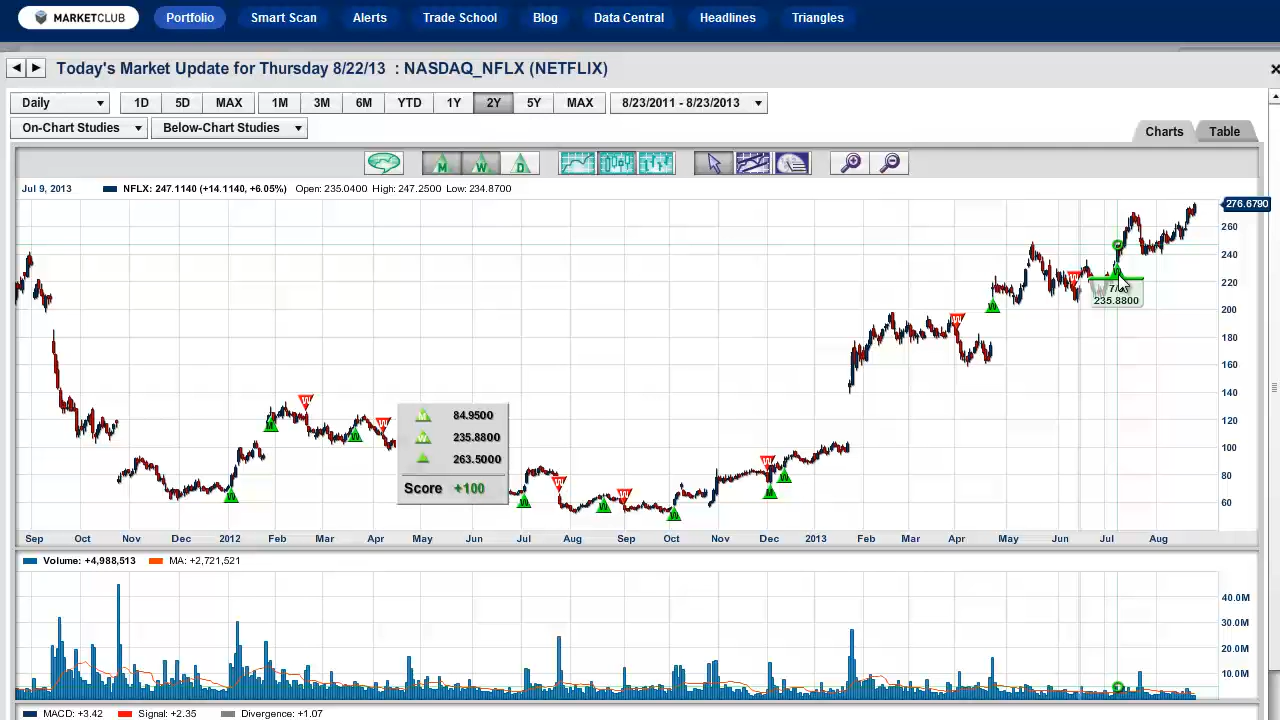 MARKETCLUB Portfolio Smart Scan Alerts Trade School Blog Data Central Headlines Triangles
Today's Market Update for Thursday 8/22/13 : NASDAQ_NFLX (NETFLIX)
Daily 1D 5D MAX 1M 3M 6M YTD 1Y 2Y 5Y MAX 8/23/2011 - 8/23/2013
On-Chart Studies Below-Chart Studies Charts Table
M W D
Jul 9, 2013 NFLX: 247.1140 (+14.1140, +6.05%) Open: 235.0400 High: 247.2500 Low: 234.8700
276.6790
260
240
220
235.8800
200
180
160
140
120
100
80
60
M 84.9500
W 235.8800
263.5000
Score +100
Sep Oct Nov Dec 2012 Feb Mar Apr May Jun Jul Aug Sep Oct Nov Dec 2013 Feb Mar Apr May Jun Jul Aug
Volume: +4,988,513 MA: +2,721,521
40.0M
30.0M
20.0M
10.0M
MACD: +3.42 Signal: +2.35 Divergence: +1.07